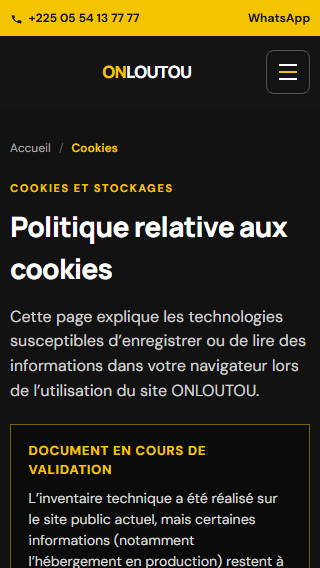 +225 05 54 13 77 77
WhatsApp
ONLOUTOU
Accueil / Cookies
COOKIES ET STOCKAGES
Politique relative aux
cookies
Cette page explique les technologies
susceptibles d’enregistrer ou de lire des
informations dans votre navigateur lors
de l’utilisation du site ONLOUTOU.
DOCUMENT EN COURS DE
VALIDATION
L’inventaire technique a été réalisé sur
le site public actuel, mais certaines
informations (notamment
l’hébergement en production) restent à